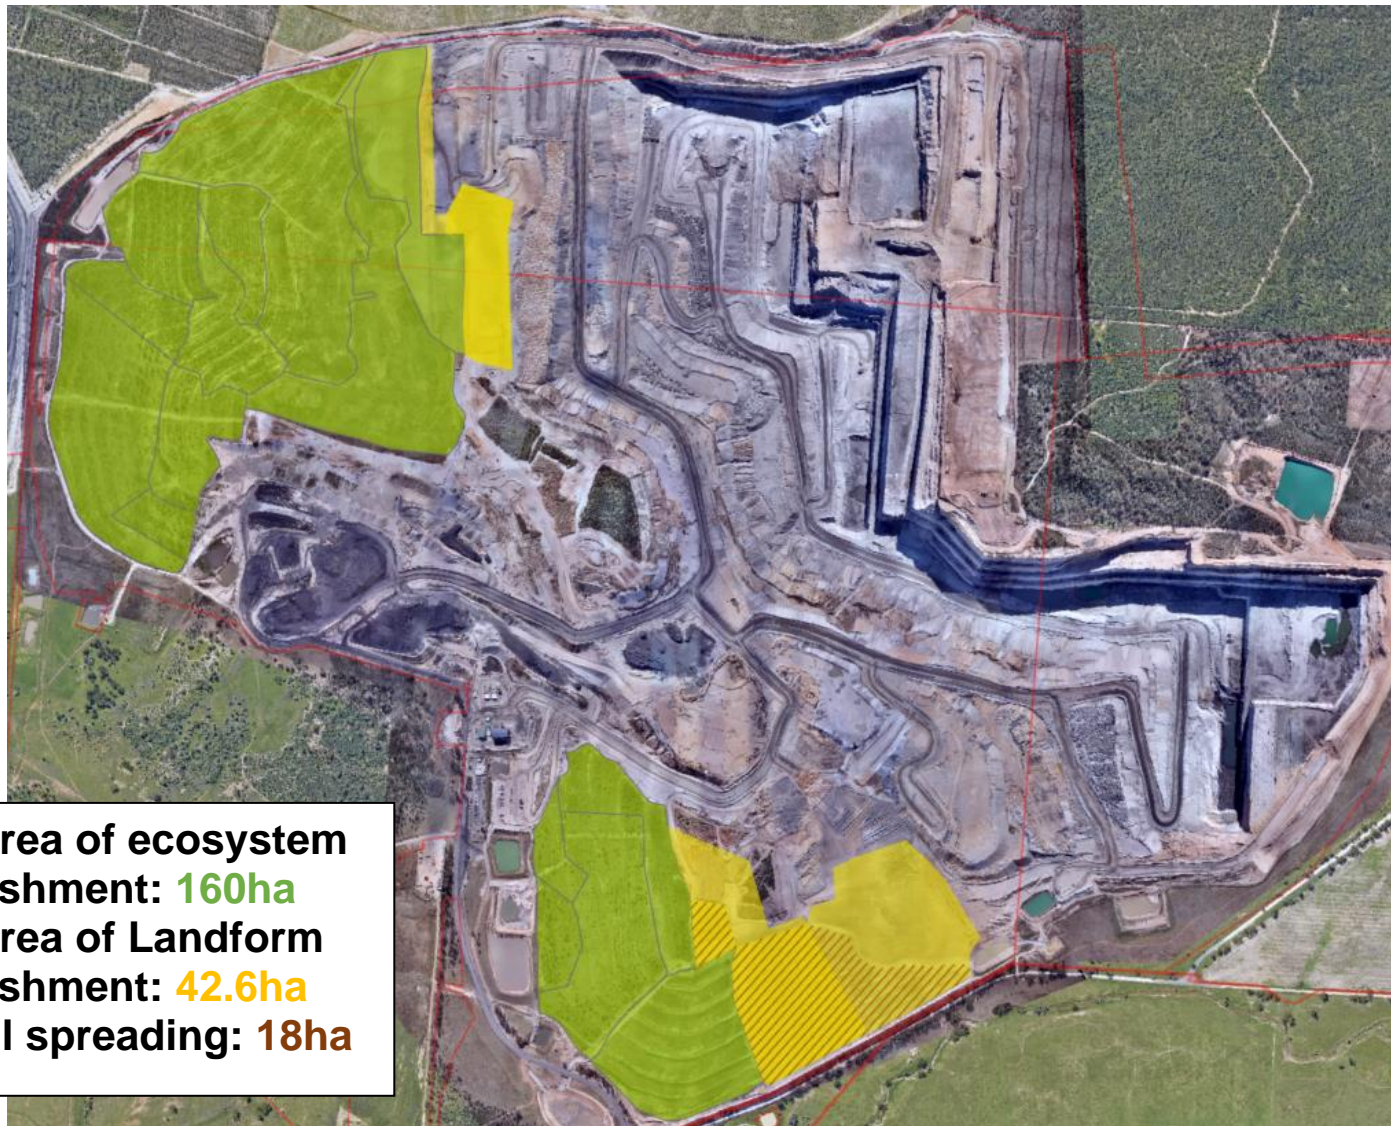 rea of ecosystem
shment: 160ha
rea of Landform
shment: 42.6ha
l spreading: 18ha